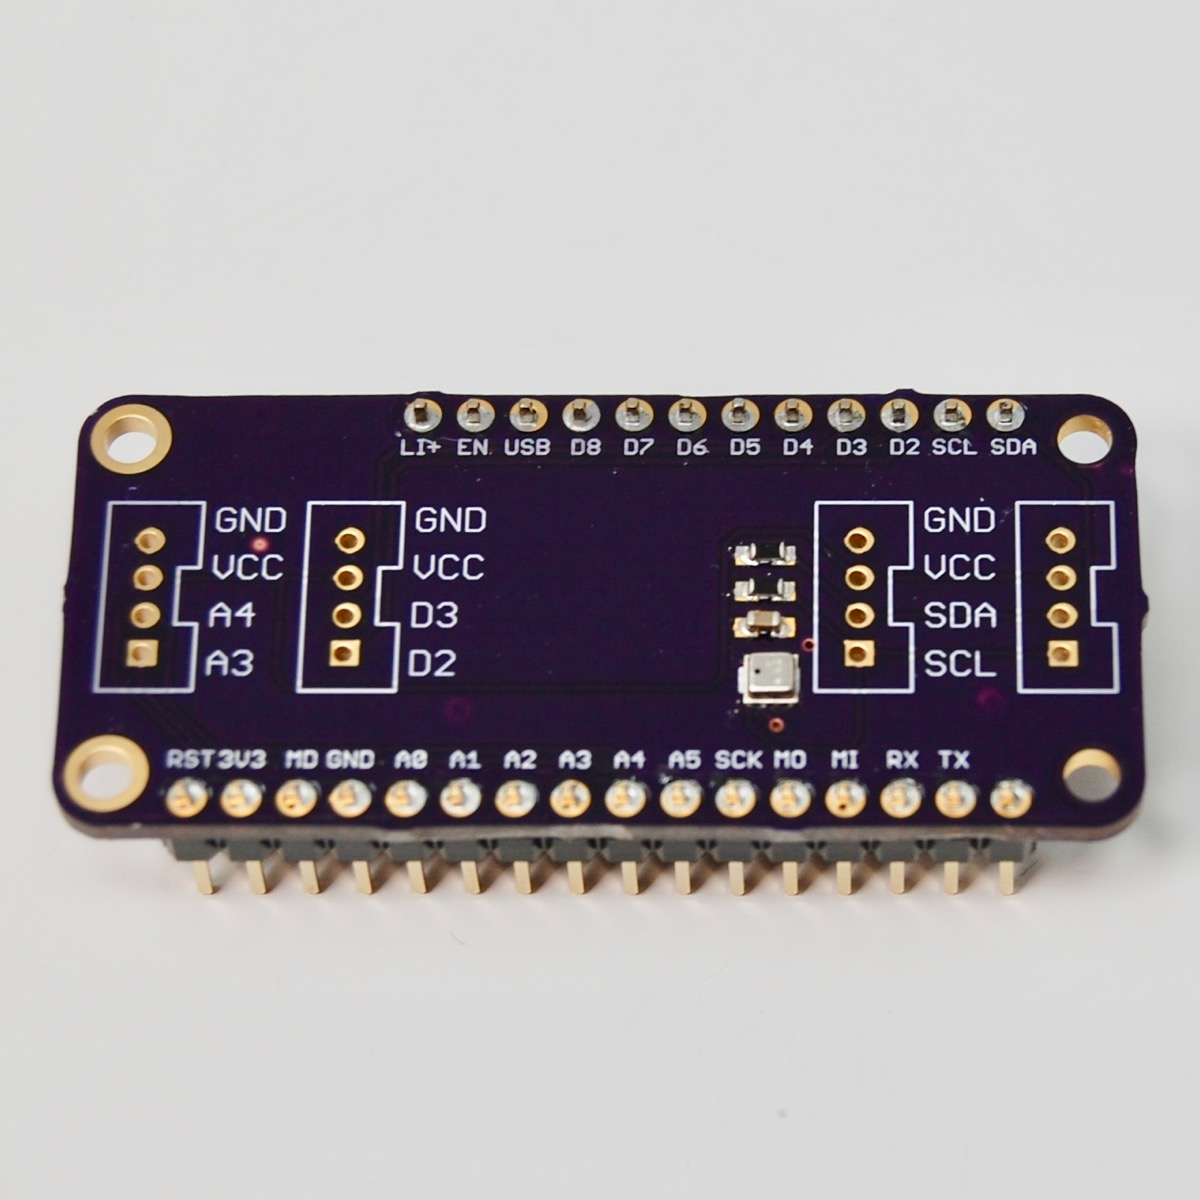 LI+ EN USB D8 D7 D6 D5 D4 D3 D2 SCL SDA
GND GND GND
VCC VCC VCC
A4 D3 SDA
A3 D2 SCL
RST 3V3 MD GND A0 A1 A2 A3 A4 A5 SCK MO MI RX TX